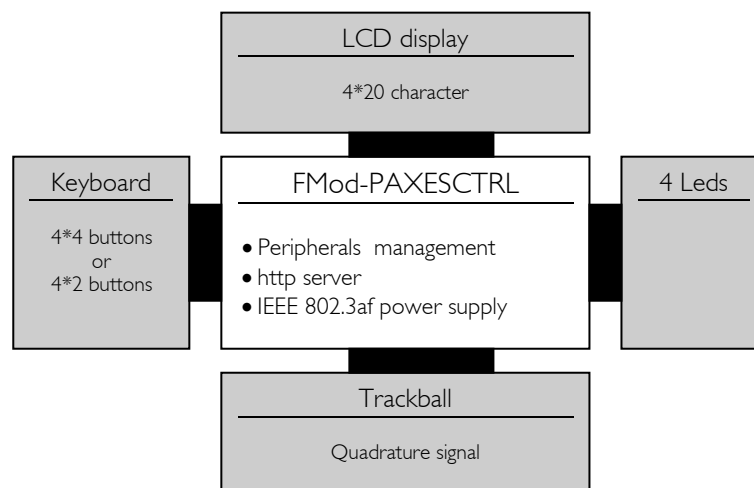 LCD display
4*20 character
Keyboard
4*4 buttons
or
4*2 buttons
FMod-PAXESCTRL
• Peripherals management
• http server
• IEEE 802.3af power supply
4 Leds
Trackball
Quadrature signal